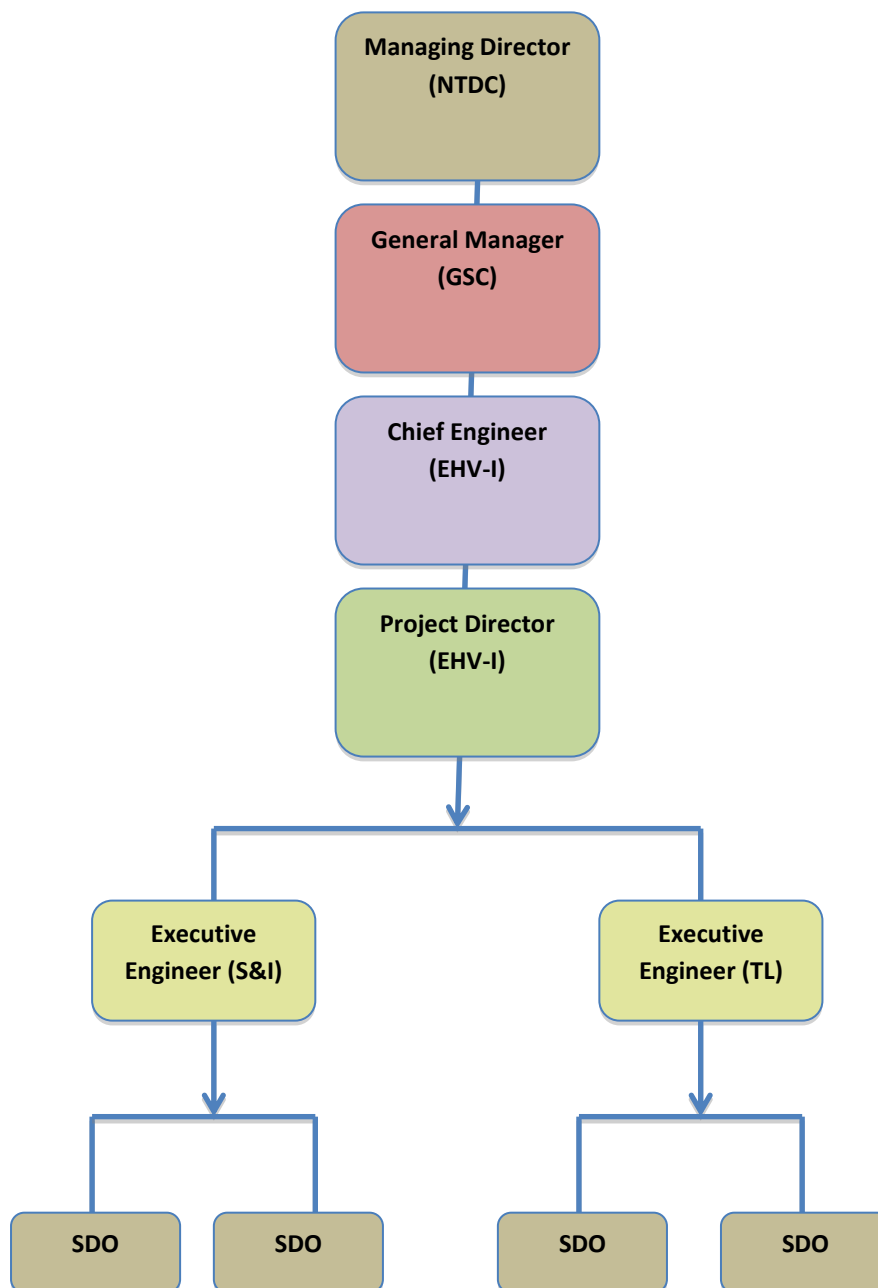 Managing Director
(NTDC)
General Manager
(GSC)
Chief Engineer
(EHV-I)
Project Director
(EHV-I)
Executive
Engineer (S&I)
Executive
Engineer (TL)
SDO
SDO
SDO
SDO